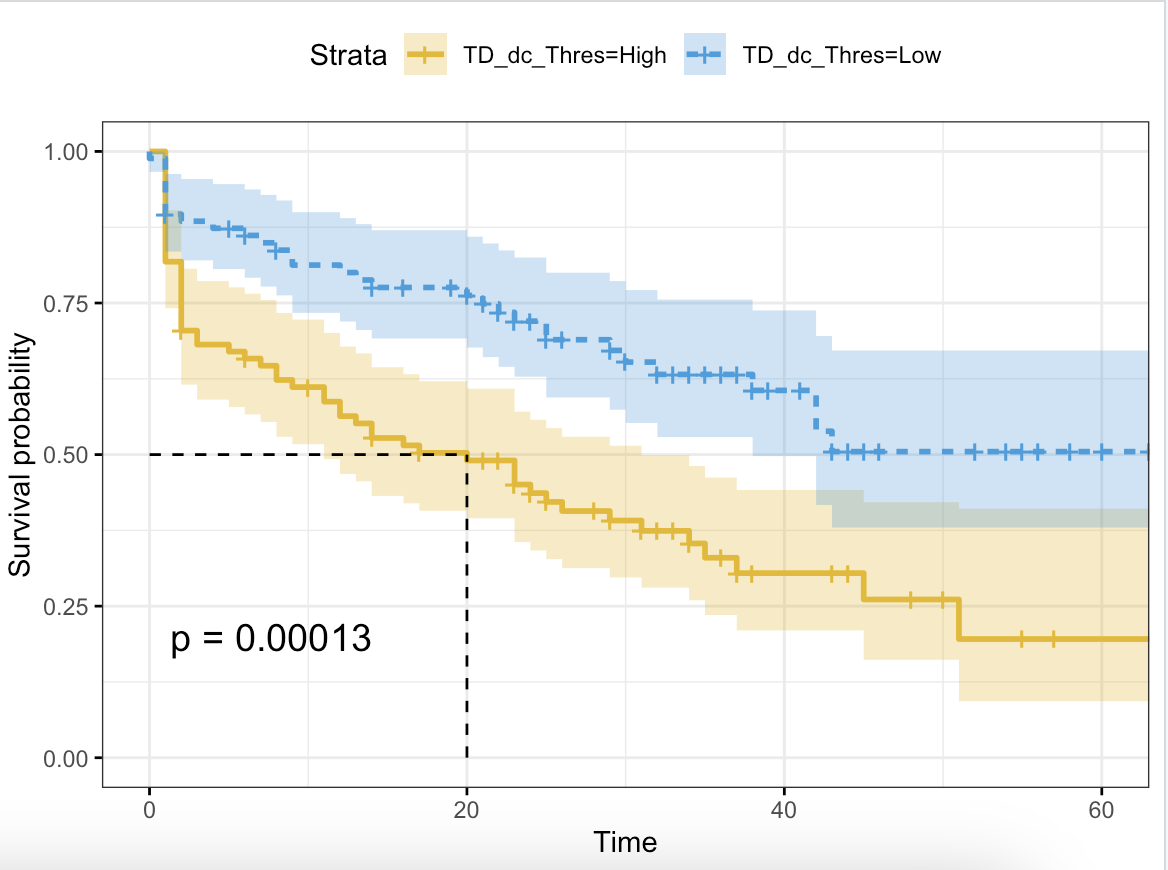 Strata TD_dc_Thres=High TD_dc_Thres=Low
1.00
0.75
0.50
0.25
0.00
Survival probability
p = 0.00013
0 20 40 60
Time